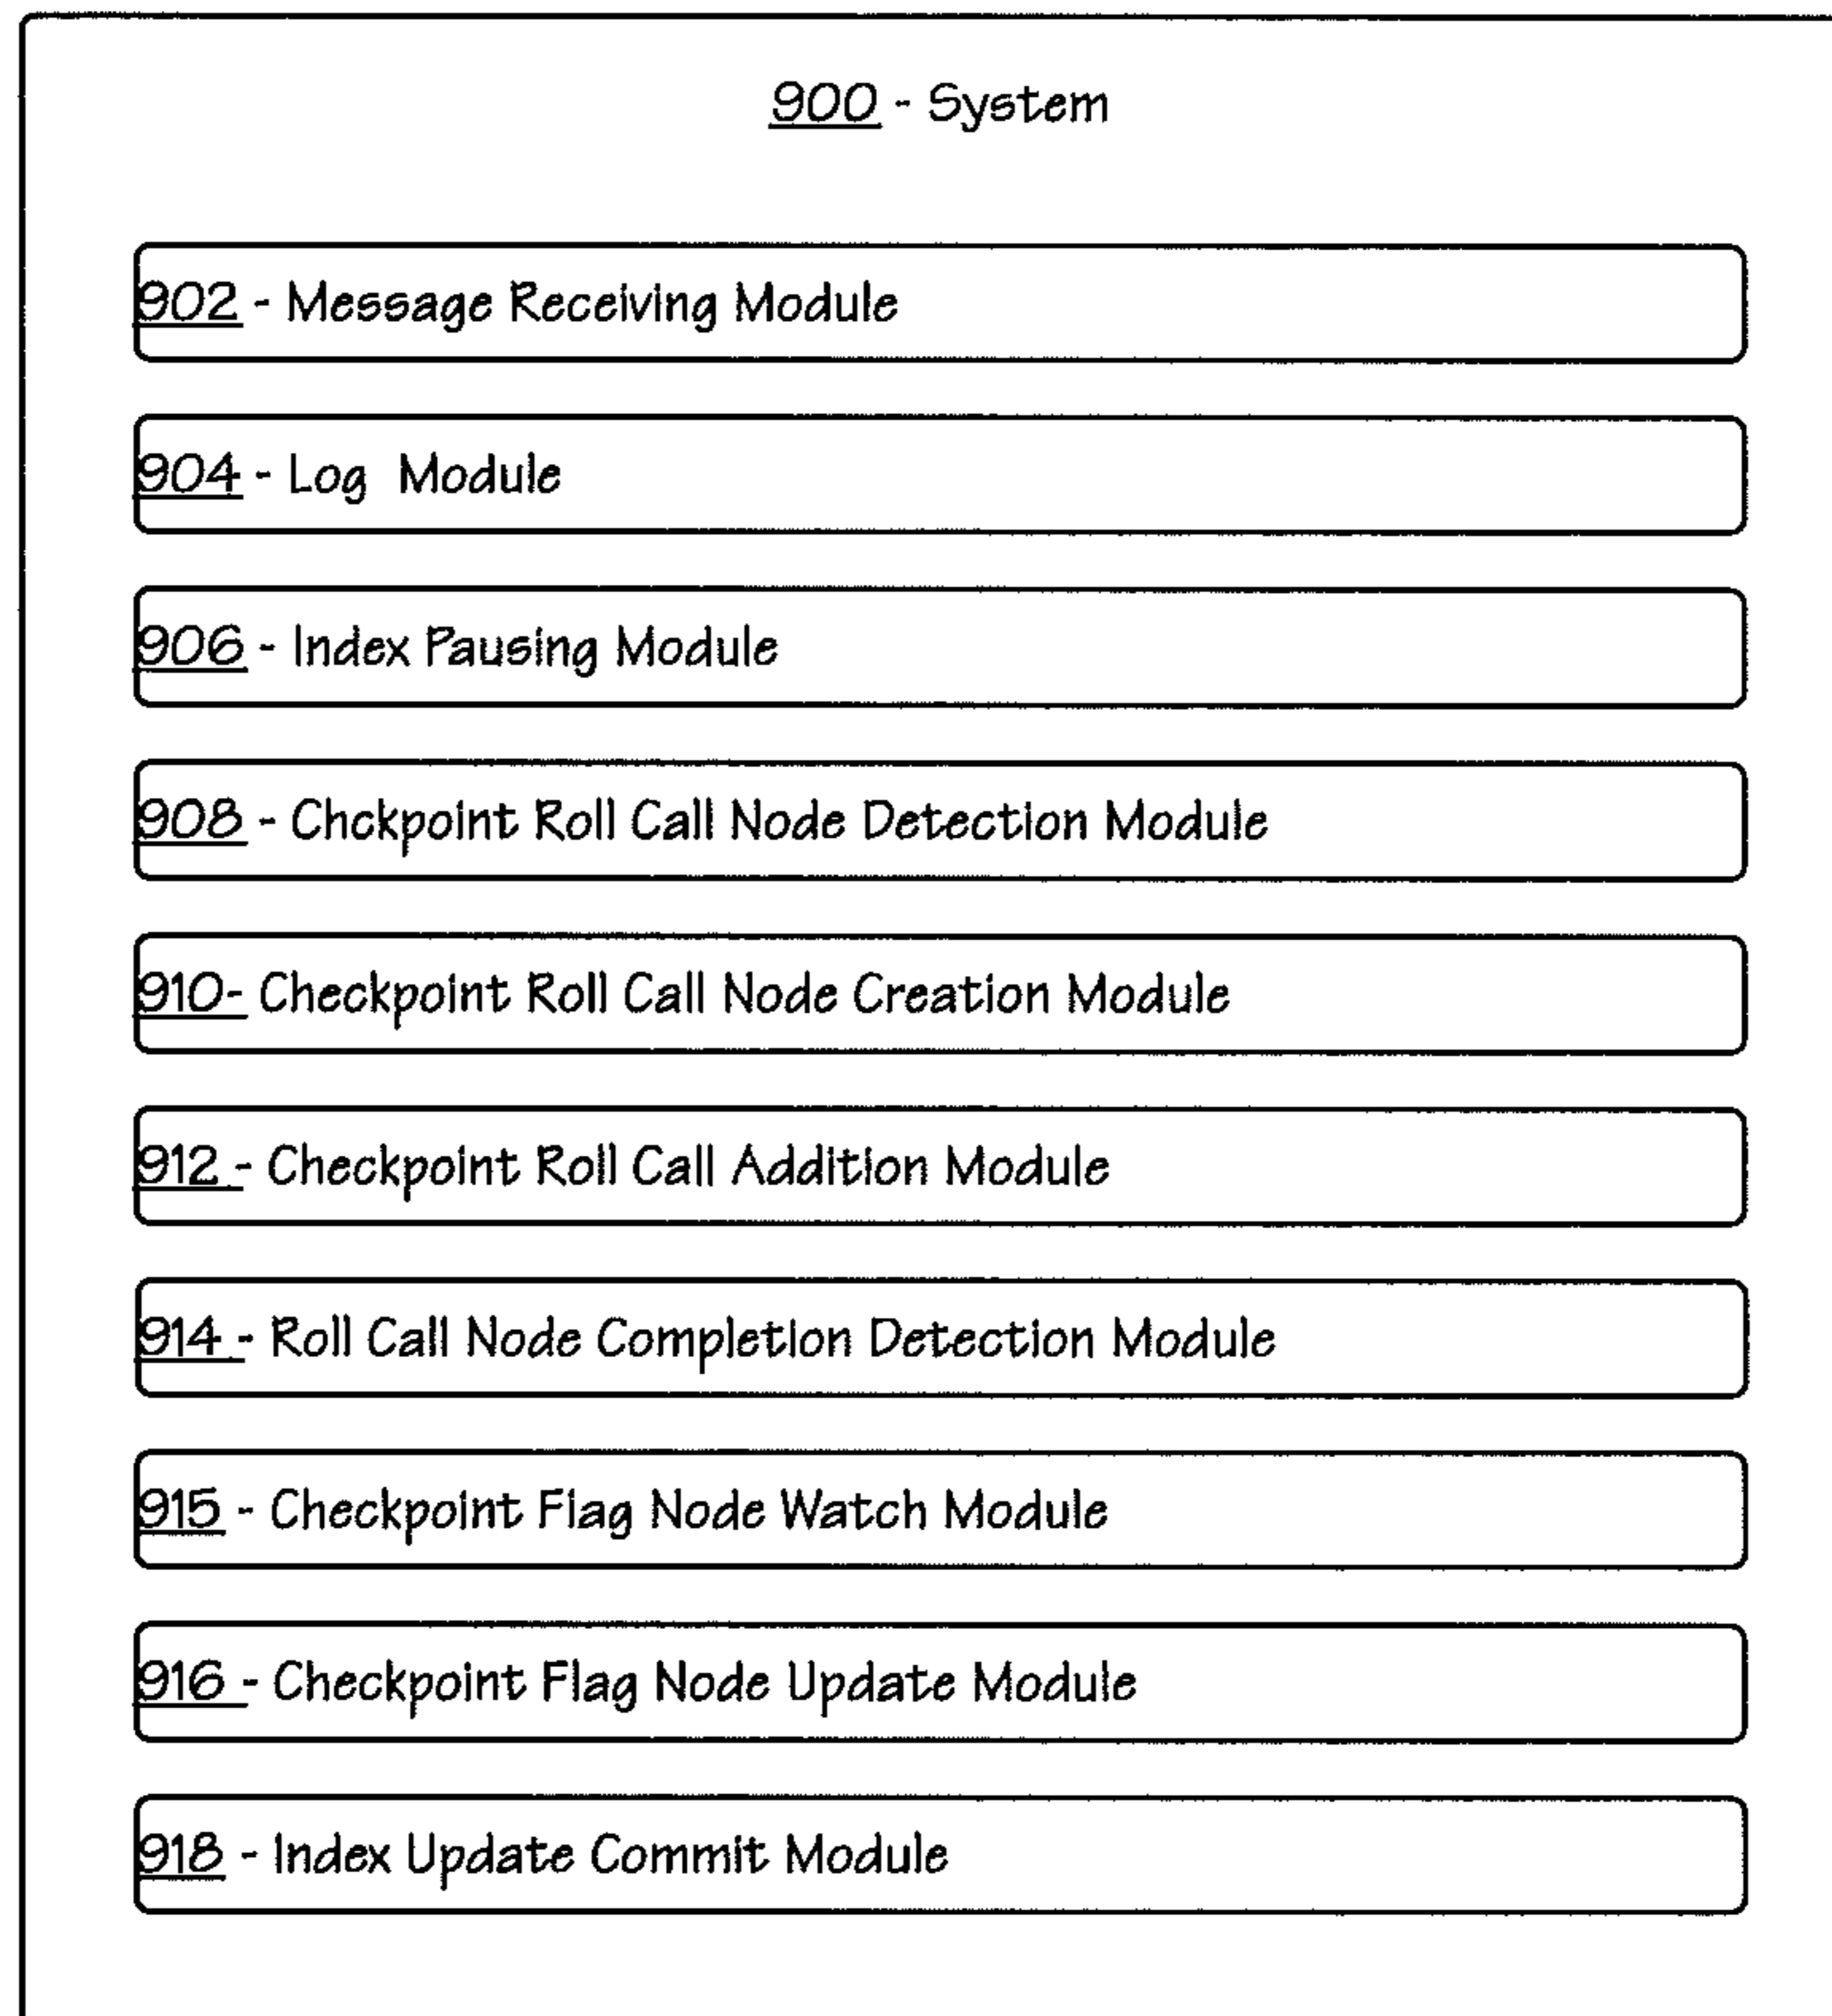 900 - System
902 - Message Receiving Module
904 - Log Module
906 - Index Pausing Module
908 - Chckpoint Roll Call Node Detection Module
910- Checkpoint Roll Call Node Creation Module
912 - Checkpoint Roll Call Addition Module
914 - Roll Call Node Completion Detection Module
915 - Checkpoint Flag Node Watch Module
916 - Checkpoint Flag Node Update Module
918 - Index Update Commit Module